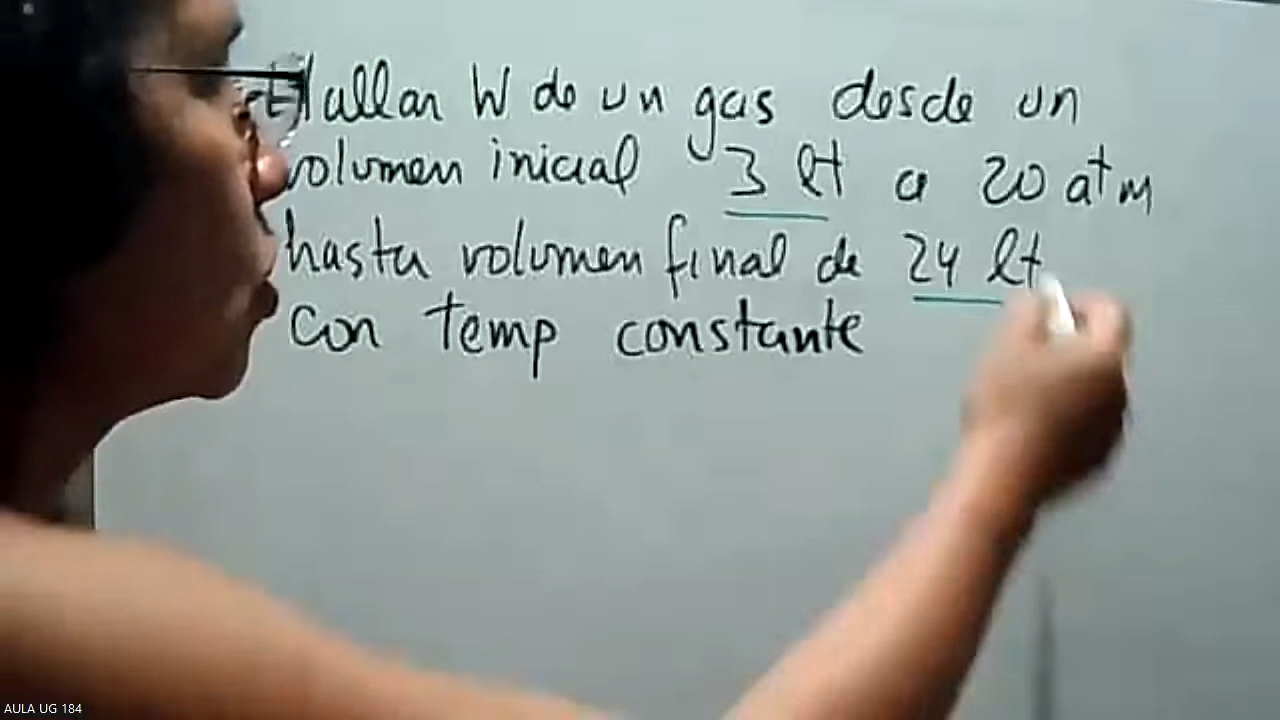 Hallan W de un gas desde un
volumen inicial 3 lt a 20 atm
hasta volumen final de 24 lt
con temp constante
AULA UG 184